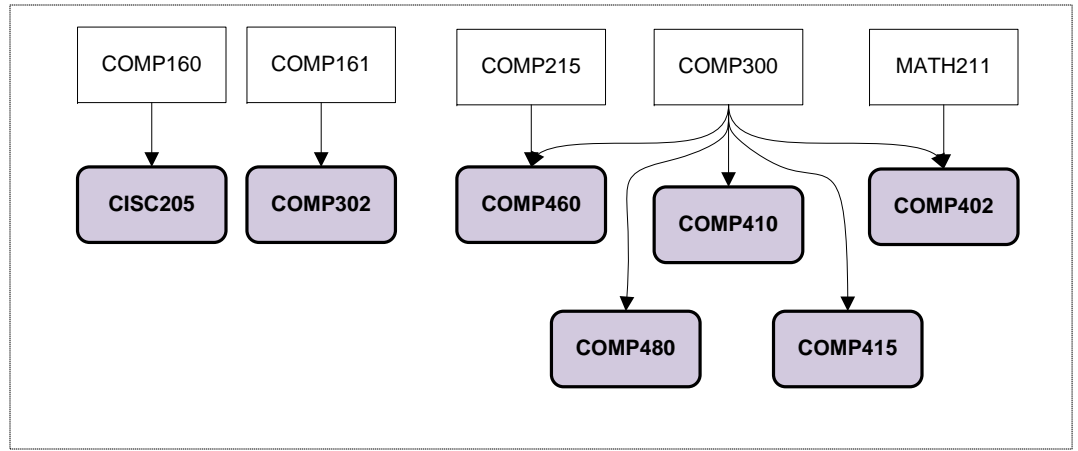 COMP160
COMP161
COMP215
COMP300
MATH211
CISC205
COMP302
COMP460
COMP410
COMP402
COMP480
COMP415